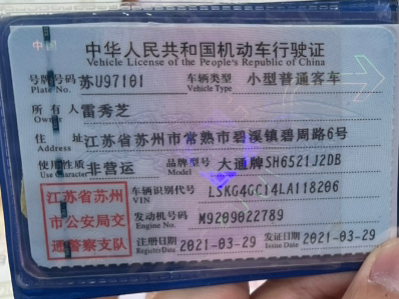 中华人民共和国机动车行驶证
Vehicle License of the People's Republic of China
号牌号码 苏U97101 车辆类型 小型普通客车
Plate No. Vehicle Type
所有人 雷秀芝
Owner
住址 江苏省苏州市常熟市碧溪镇碧周路6号
Address
使用性质 非营运 品牌型号 大通牌SH6521J2DB
Use Character Model
江苏省苏州市公安局交通警察支队
车辆识别代号 LSKG4GC14LA118206
VIN
发动机号码 M9209022789
Engine No.
注册日期 2021-03-29 发证日期 2021-03-29
Register Date Issue Date